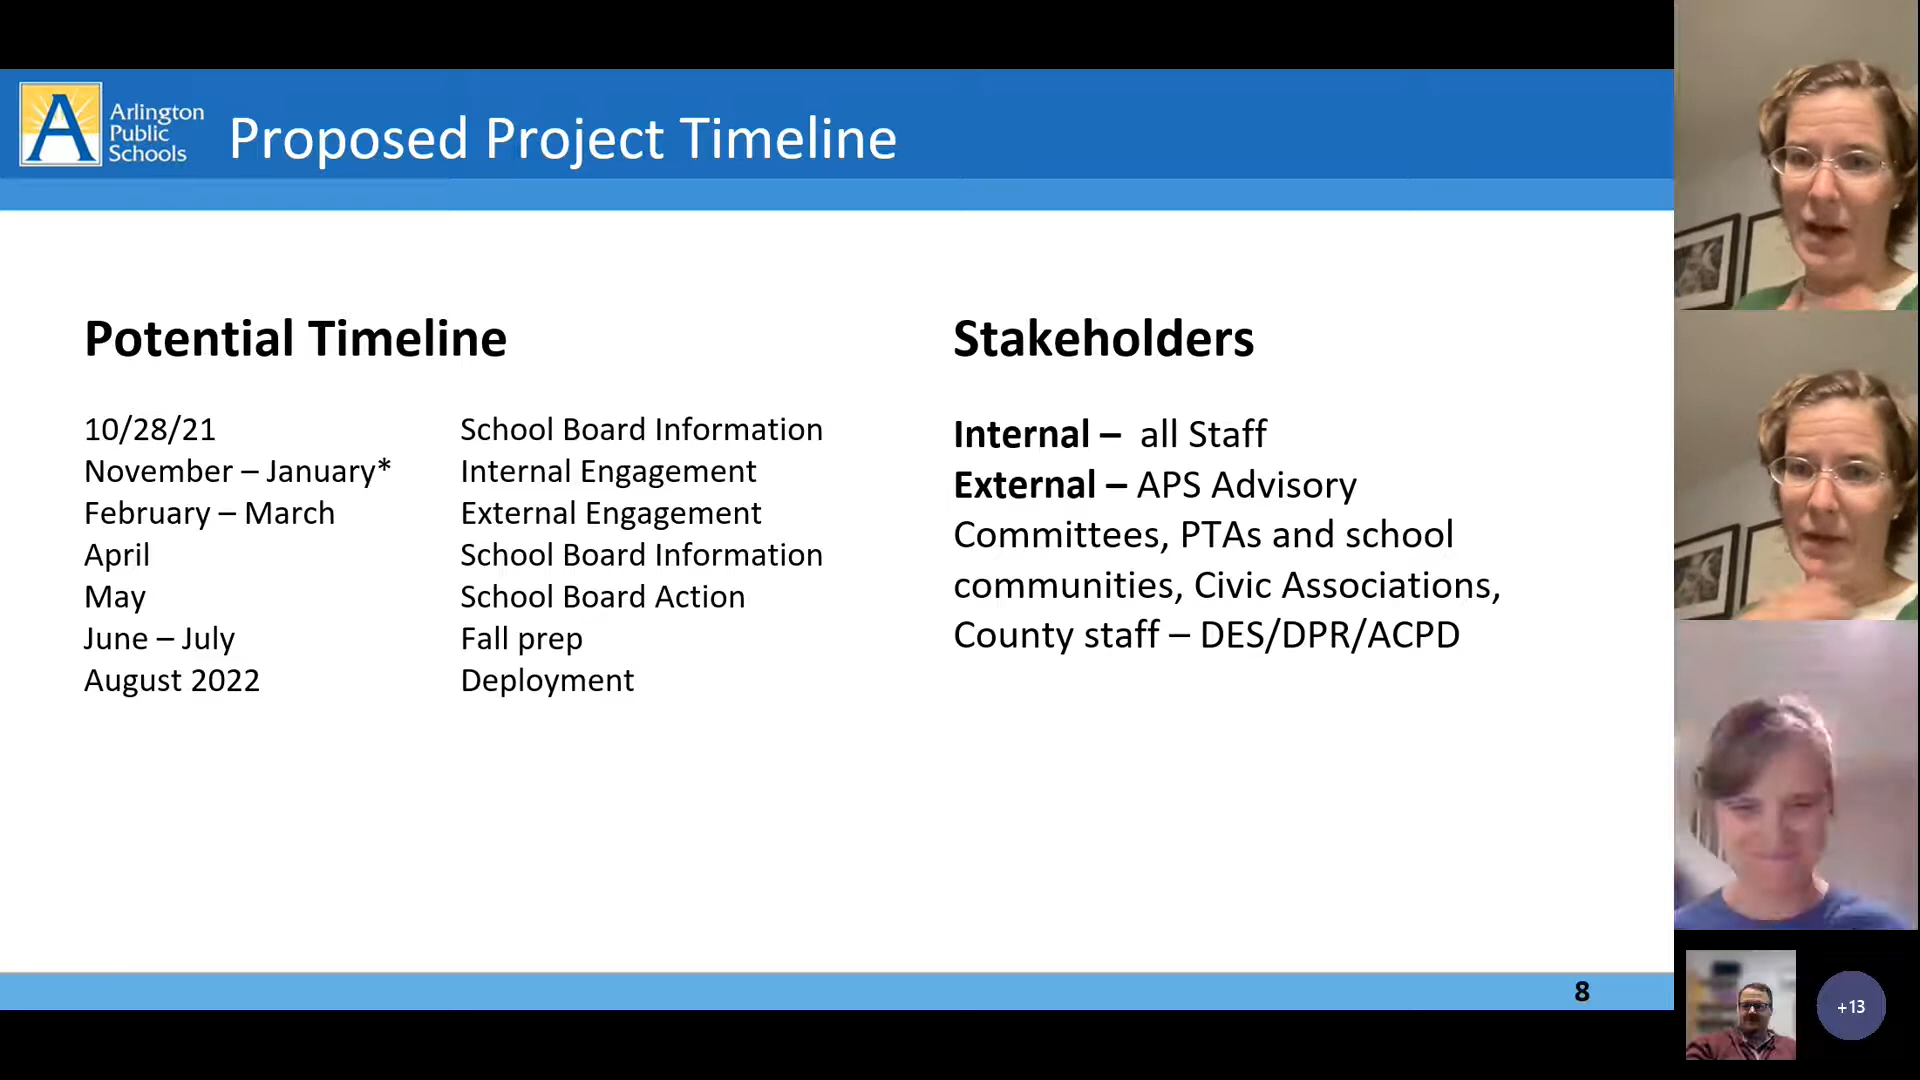 Arlington
Public
Schools
Proposed Project Timeline
Potential Timeline
10/28/21 School Board Information
November – January* Internal Engagement
February – March External Engagement
April School Board Information
May School Board Action
June – July Fall prep
August 2022 Deployment
Stakeholders
Internal – all Staff
External – APS Advisory
Committees, PTAs and school
communities, Civic Associations,
County staff – DES/DPR/ACPD
8
+13